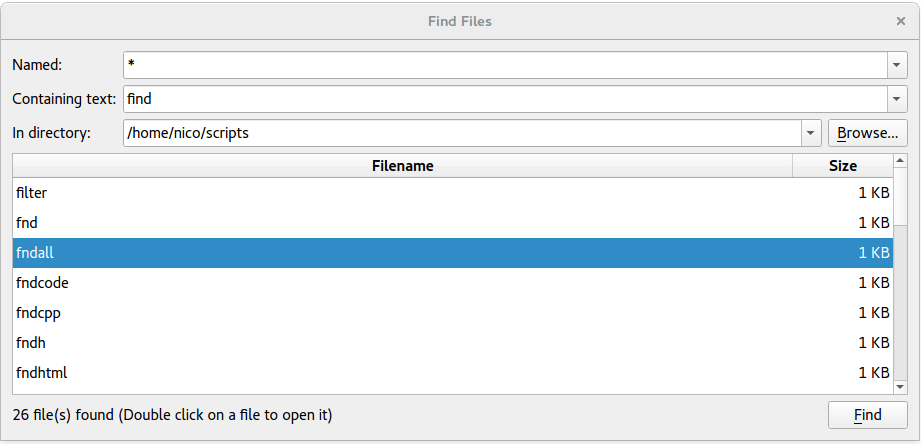 Find Files
Named: *
Containing text: find
In directory: /home/nico/scripts Browse...
Filename Size
filter 1 KB
fnd 1 KB
fndall 1 KB
fndcode 1 KB
fndcpp 1 KB
fndh 1 KB
fndhtml 1 KB
26 file(s) found (Double click on a file to open it) Find